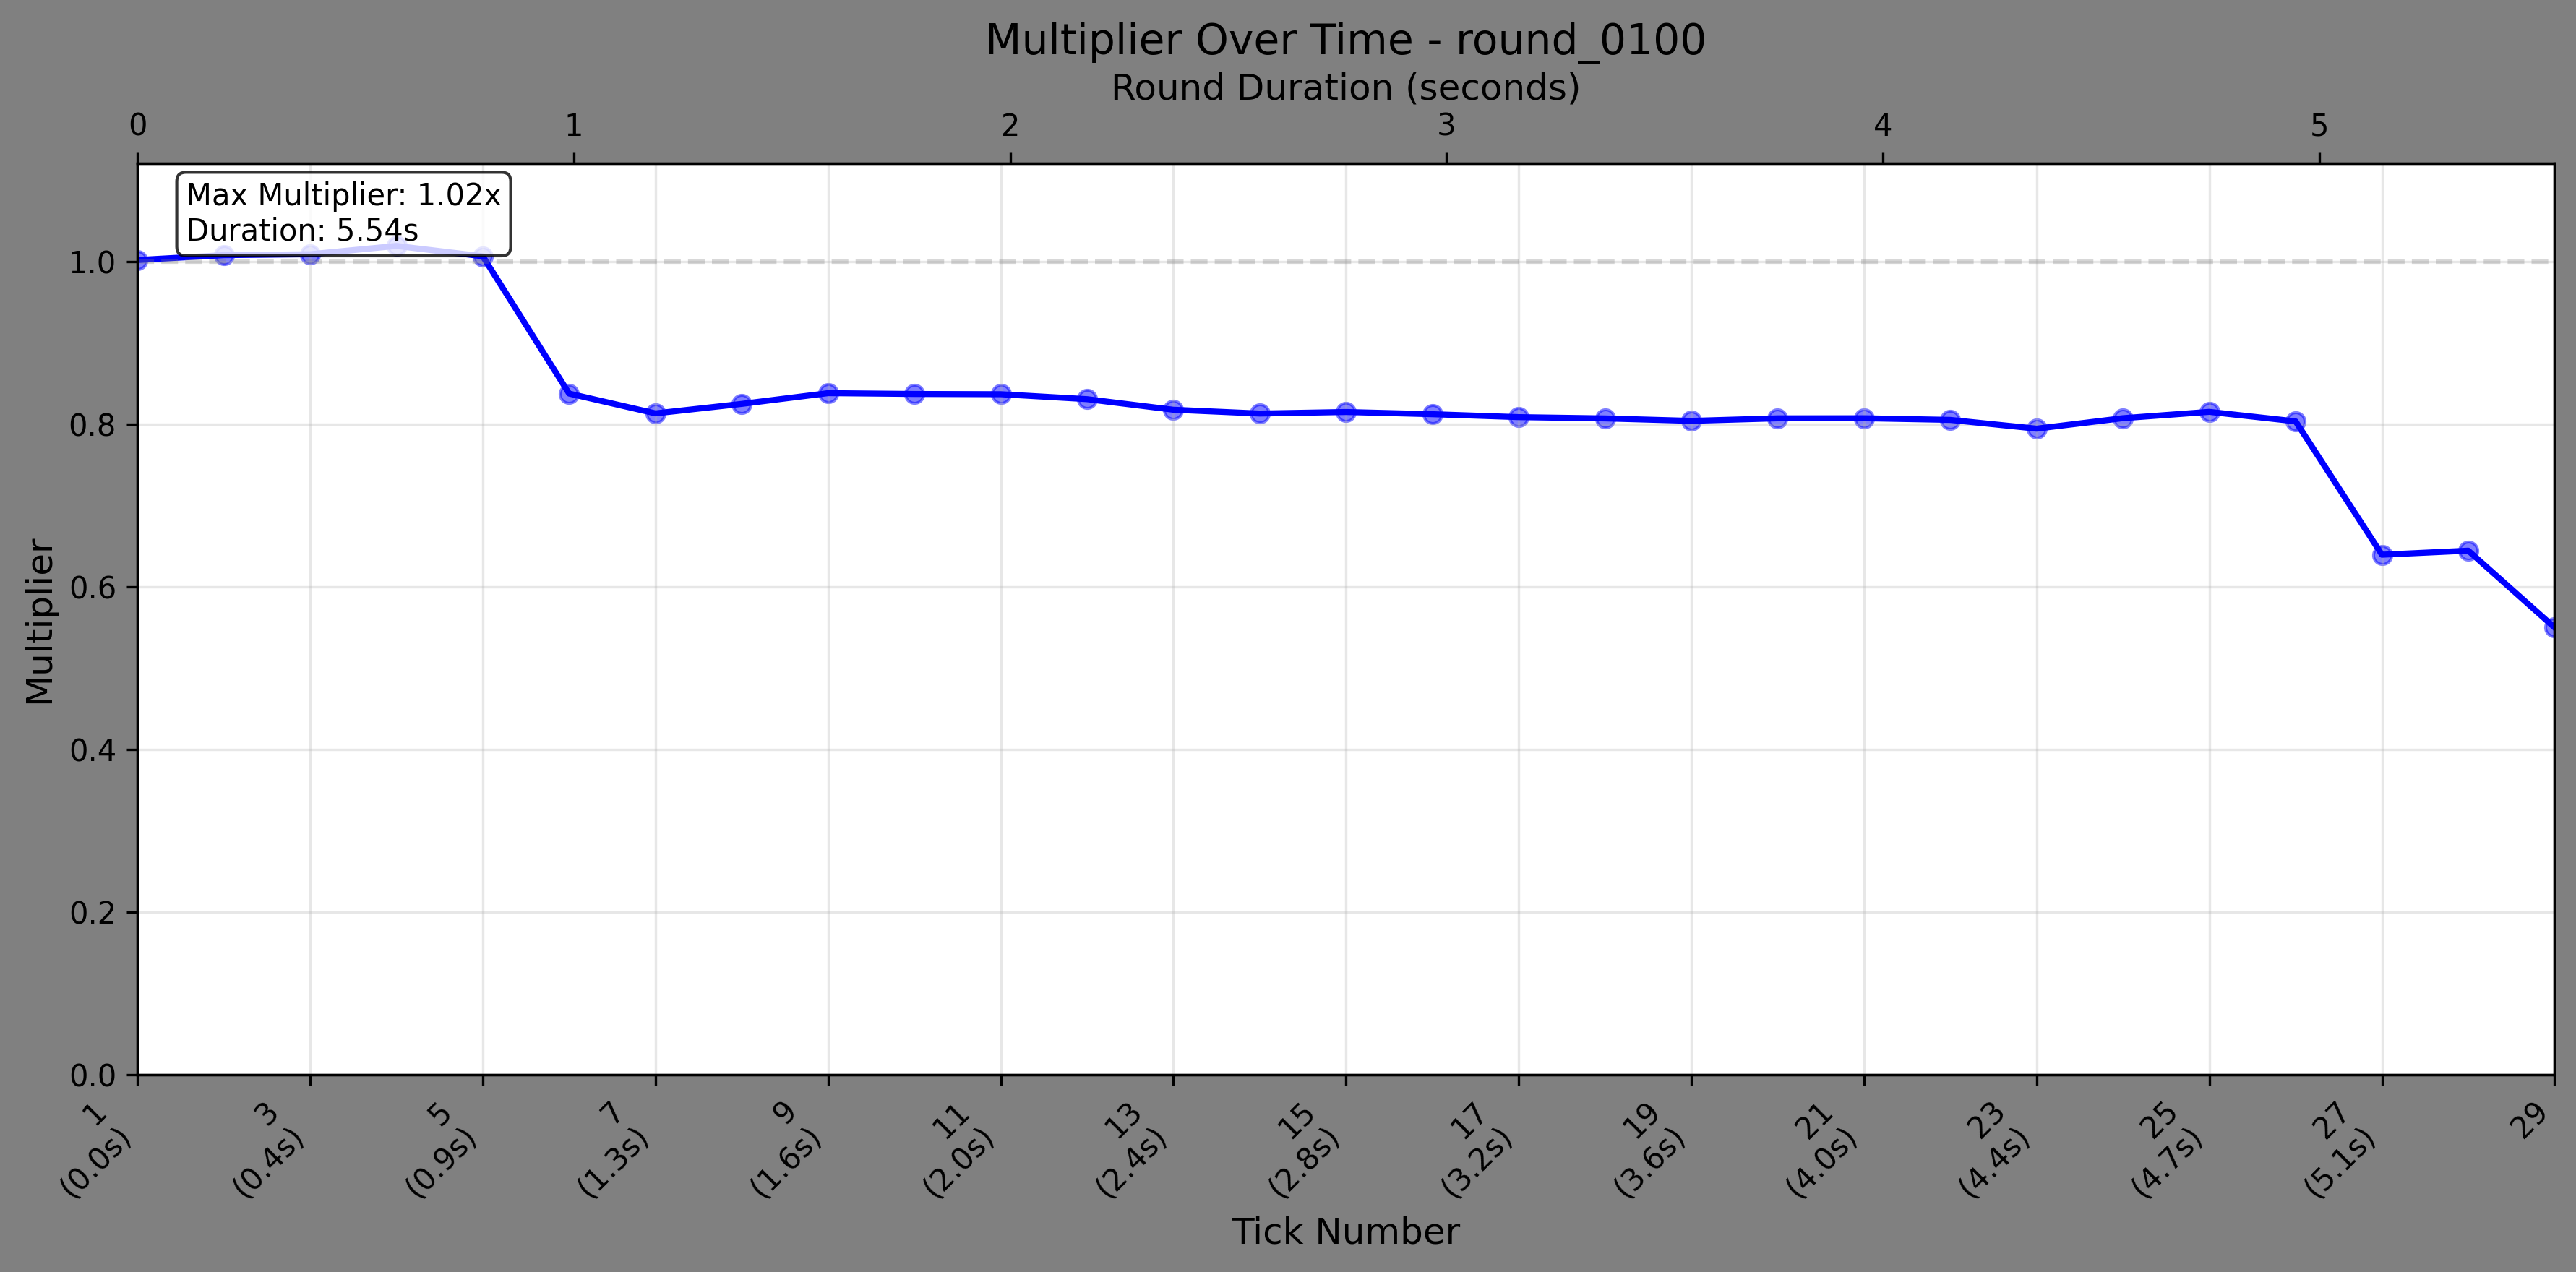 Multiplier Over Time - round_0100
Round Duration (seconds)
0 1 2 3 4 5
Max Multiplier: 1.02x
Duration: 5.54s
Multiplier
1.0
0.8
0.6
0.4
0.2
0.0
1
(0.0s)
3
(0.4s)
5
(0.9s)
7
(1.3s)
9
(1.6s)
11
(2.0s)
13
(2.4s)
15
(2.8s)
17
(3.2s)
19
(3.6s)
21
(4.0s)
23
(4.4s)
25
(4.7s)
27
(5.1s)
29
Tick Number